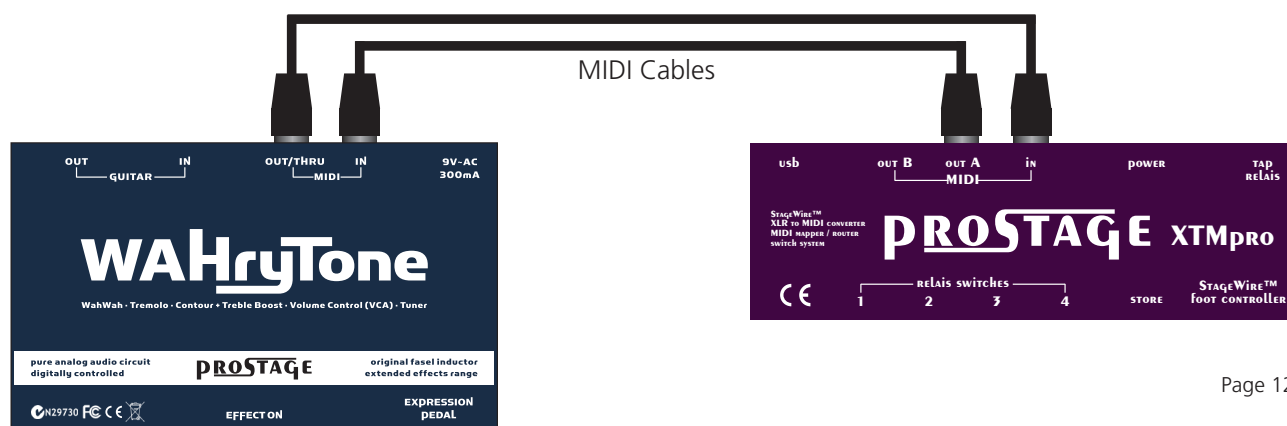 MIDI Cables
OUT IN OUT/THRU IN 9V~AC
GUITAR MIDI 300mA
WAHryTone
WahWah · Tremolo · Contour + Treble Boost · Volume Control (VCA) · Tuner
pure analog audio circuit
digitally controlled
PROSTAGE
original fasel inductor
extended effects range
N29730 FC CE
EFFECT ON
EXPRESSION
PEDAL
usb OUT B OUT A IN POWER TAP
MIDI RELAIS
StageWire™
XLR to MIDI converter
MIDI mapper / router
switch system
PROSTAGE XTMPRO
CE
RELAIS SWITCHES
1 2 3 4
STORE
StageWire™
foot controller
Page 12